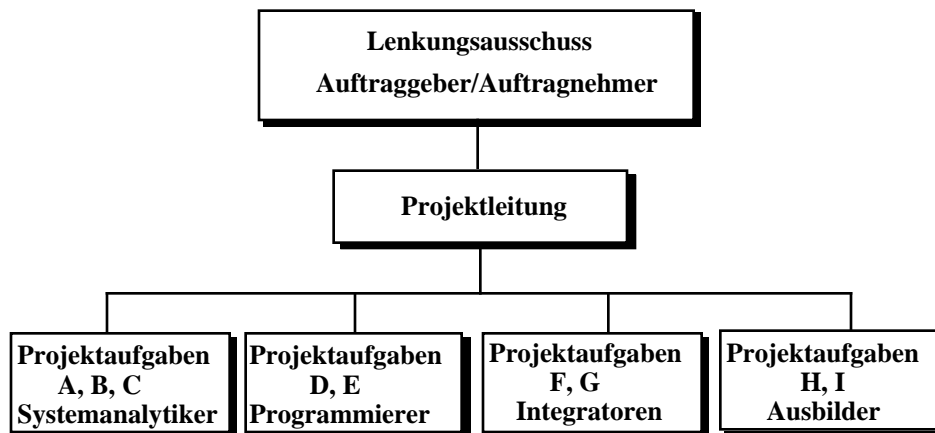 Lenkungsausschuss
Auftraggeber/Auftragnehmer
Projektleitung
Projektaufgaben
A, B, C
Systemanalytiker
Projektaufgaben
D, E
Programmierer
Projektaufgaben
F, G
Integratoren
Projektaufgaben
H, I
Ausbilder